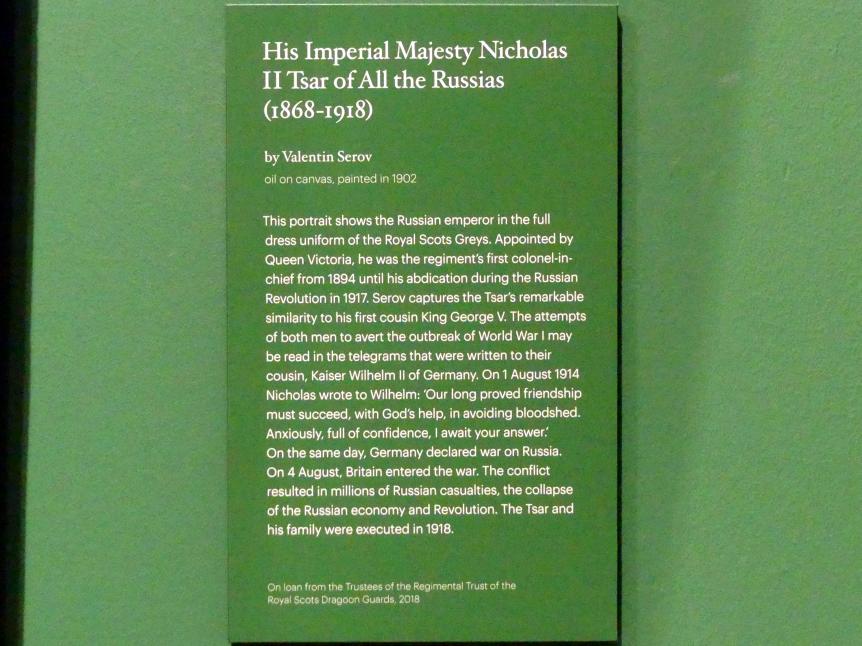 His Imperial Majesty Nicholas
II Tsar of All the Russias
(1868-1918)
by Valentin Serov
oil on canvas, painted in 1902
This portrait shows the Russian emperor in the full
dress uniform of the Royal Scots Greys. Appointed by
Queen Victoria, he was the regiment's first colonel-in-
chief from 1894 until his abdication during the Russian
Revolution in 1917. Serov captures the Tsar's remarkable
similarity to his first cousin King George V. The attempts
of both men to avert the outbreak of World War I may
be read in the telegrams that were written to their
cousin, Kaiser Wilhelm II of Germany. On 1 August 1914
Nicholas wrote to Wilhelm: 'Our long proved friendship
must succeed, with God's help, in avoiding bloodshed.
Anxiously, full of confidence, I await your answer.'
On the same day, Germany declared war on Russia.
On 4 August, Britain entered the war. The conflict
resulted in millions of Russian casualties, the collapse
of the Russian economy and Revolution. The Tsar and
his family were executed in 1918.
On loan from the Trustees of the Regimental Trust of the
Royal Scots Dragoon Guards, 2018